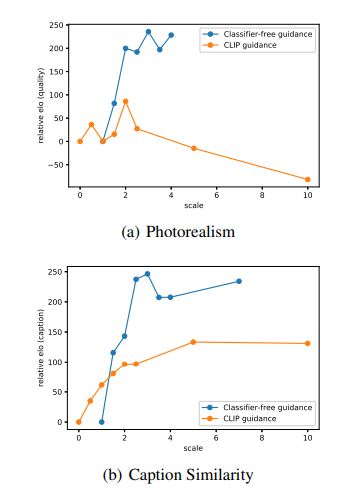 250
200
150
100
50
0
−50
relative elo (quality)
Classifier-free guidance
CLIP guidance
0 2 4 6 8 10
scale
(a) Photorealism
250
200
150
100
50
0
relative elo (caption)
Classifier-free guidance
CLIP guidance
0 2 4 6 8 10
scale
(b) Caption Similarity